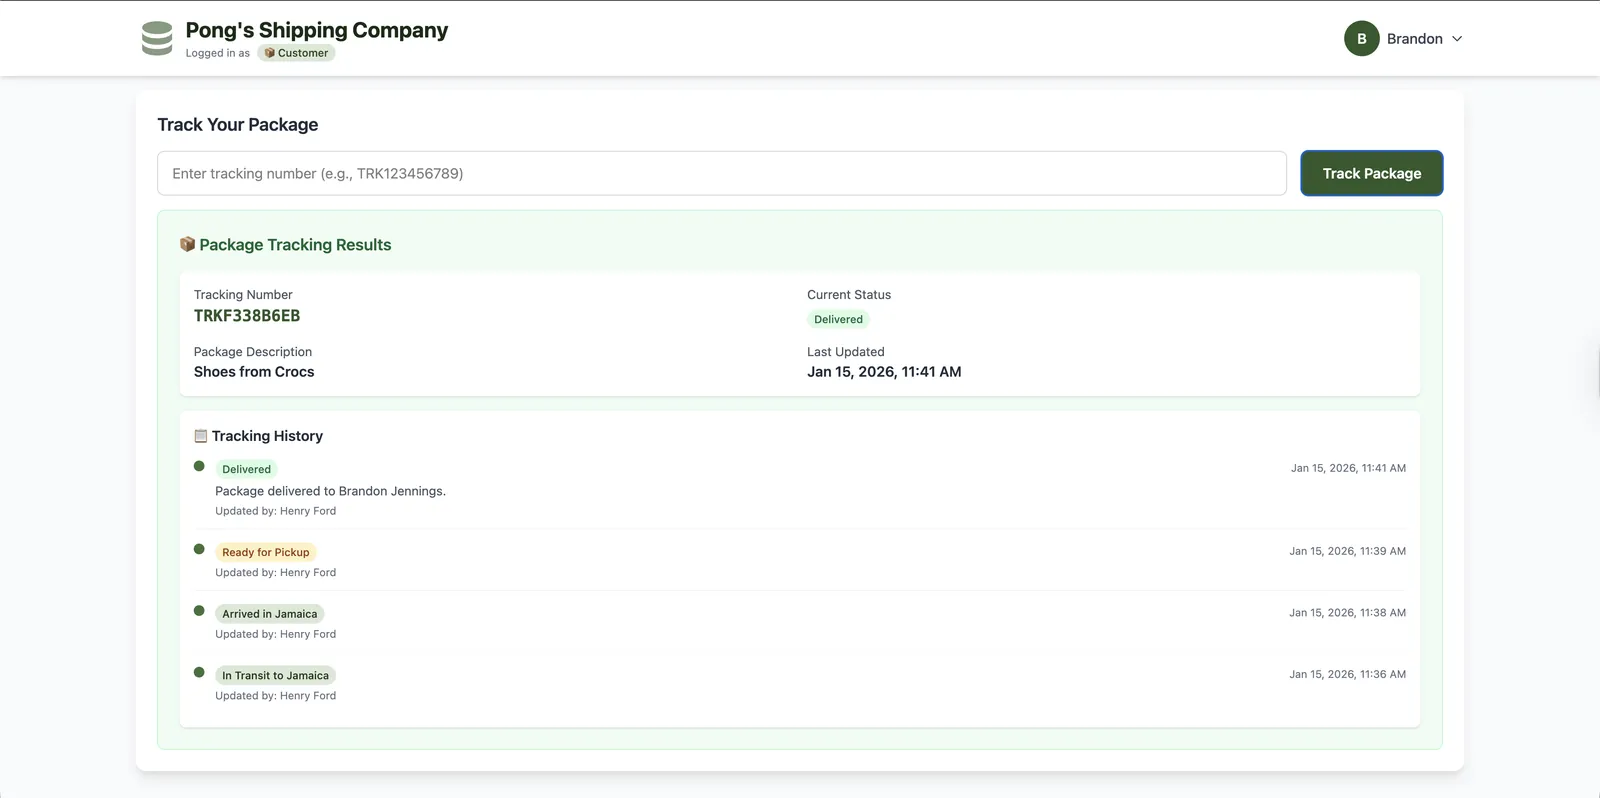 Pong's Shipping Company
Logged in as 📦 Customer
B Brandon
Track Your Package
Enter tracking number (e.g., TRK123456789)
Track Package
📦 Package Tracking Results
Tracking Number
TRKF338B6EB
Current Status
Delivered
Package Description
Shoes from Crocs
Last Updated
Jan 15, 2026, 11:41 AM
📋 Tracking History
Delivered
Jan 15, 2026, 11:41 AM
Package delivered to Brandon Jennings.
Updated by: Henry Ford
Ready for Pickup
Jan 15, 2026, 11:39 AM
Updated by: Henry Ford
Arrived in Jamaica
Jan 15, 2026, 11:38 AM
Updated by: Henry Ford
In Transit to Jamaica
Jan 15, 2026, 11:36 AM
Updated by: Henry Ford